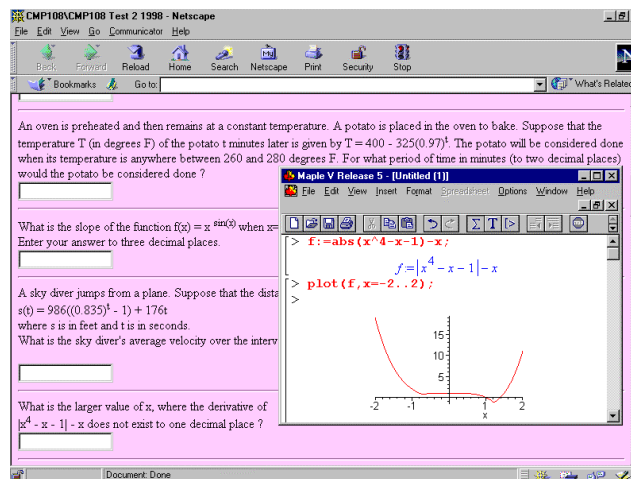 CMP108\CMP108 Test 2 1998 - Netscape
File Edit View Go Communicator Help
Back Forward Reload Home Search Netscape Print Security Stop
My
N
Bookmarks Go to: What's Related
An oven is preheated and then remains at a constant temperature. A potato is placed in the oven to bake. Suppose that the
temperature T (in degrees F) of the potato t minutes later is given by T = 400 - 325(0.97)^t. The potato will be considered done
when its temperature is anywhere between 260 and 280 degrees F. For what period of time in minutes (to two decimal places)
would the potato be considered done ?
What is the slope of the function f(x) = x^sin(x) when x=
Enter your answer to three decimal places.
A sky diver jumps from a plane. Suppose that the dista
s(t) = 986((0.835)^t - 1) + 176t
where s is in feet and t is in seconds.
What is the sky diver's average velocity over the interv
What is the larger value of x, where the derivative of
|x^4 - x - 1| - x does not exist to one decimal place ?
Maple V Release 5 - [Untitled (1)]
File Edit View Insert Format Spreadsheet Options Window Help
Σ T [>
[> f:=abs(x^4-x-1)-x;
f := |x^4 - x - 1| - x
[> plot(f,x=-2..2);
>
15
10
5
-2 -1 1 2
x
Document: Done